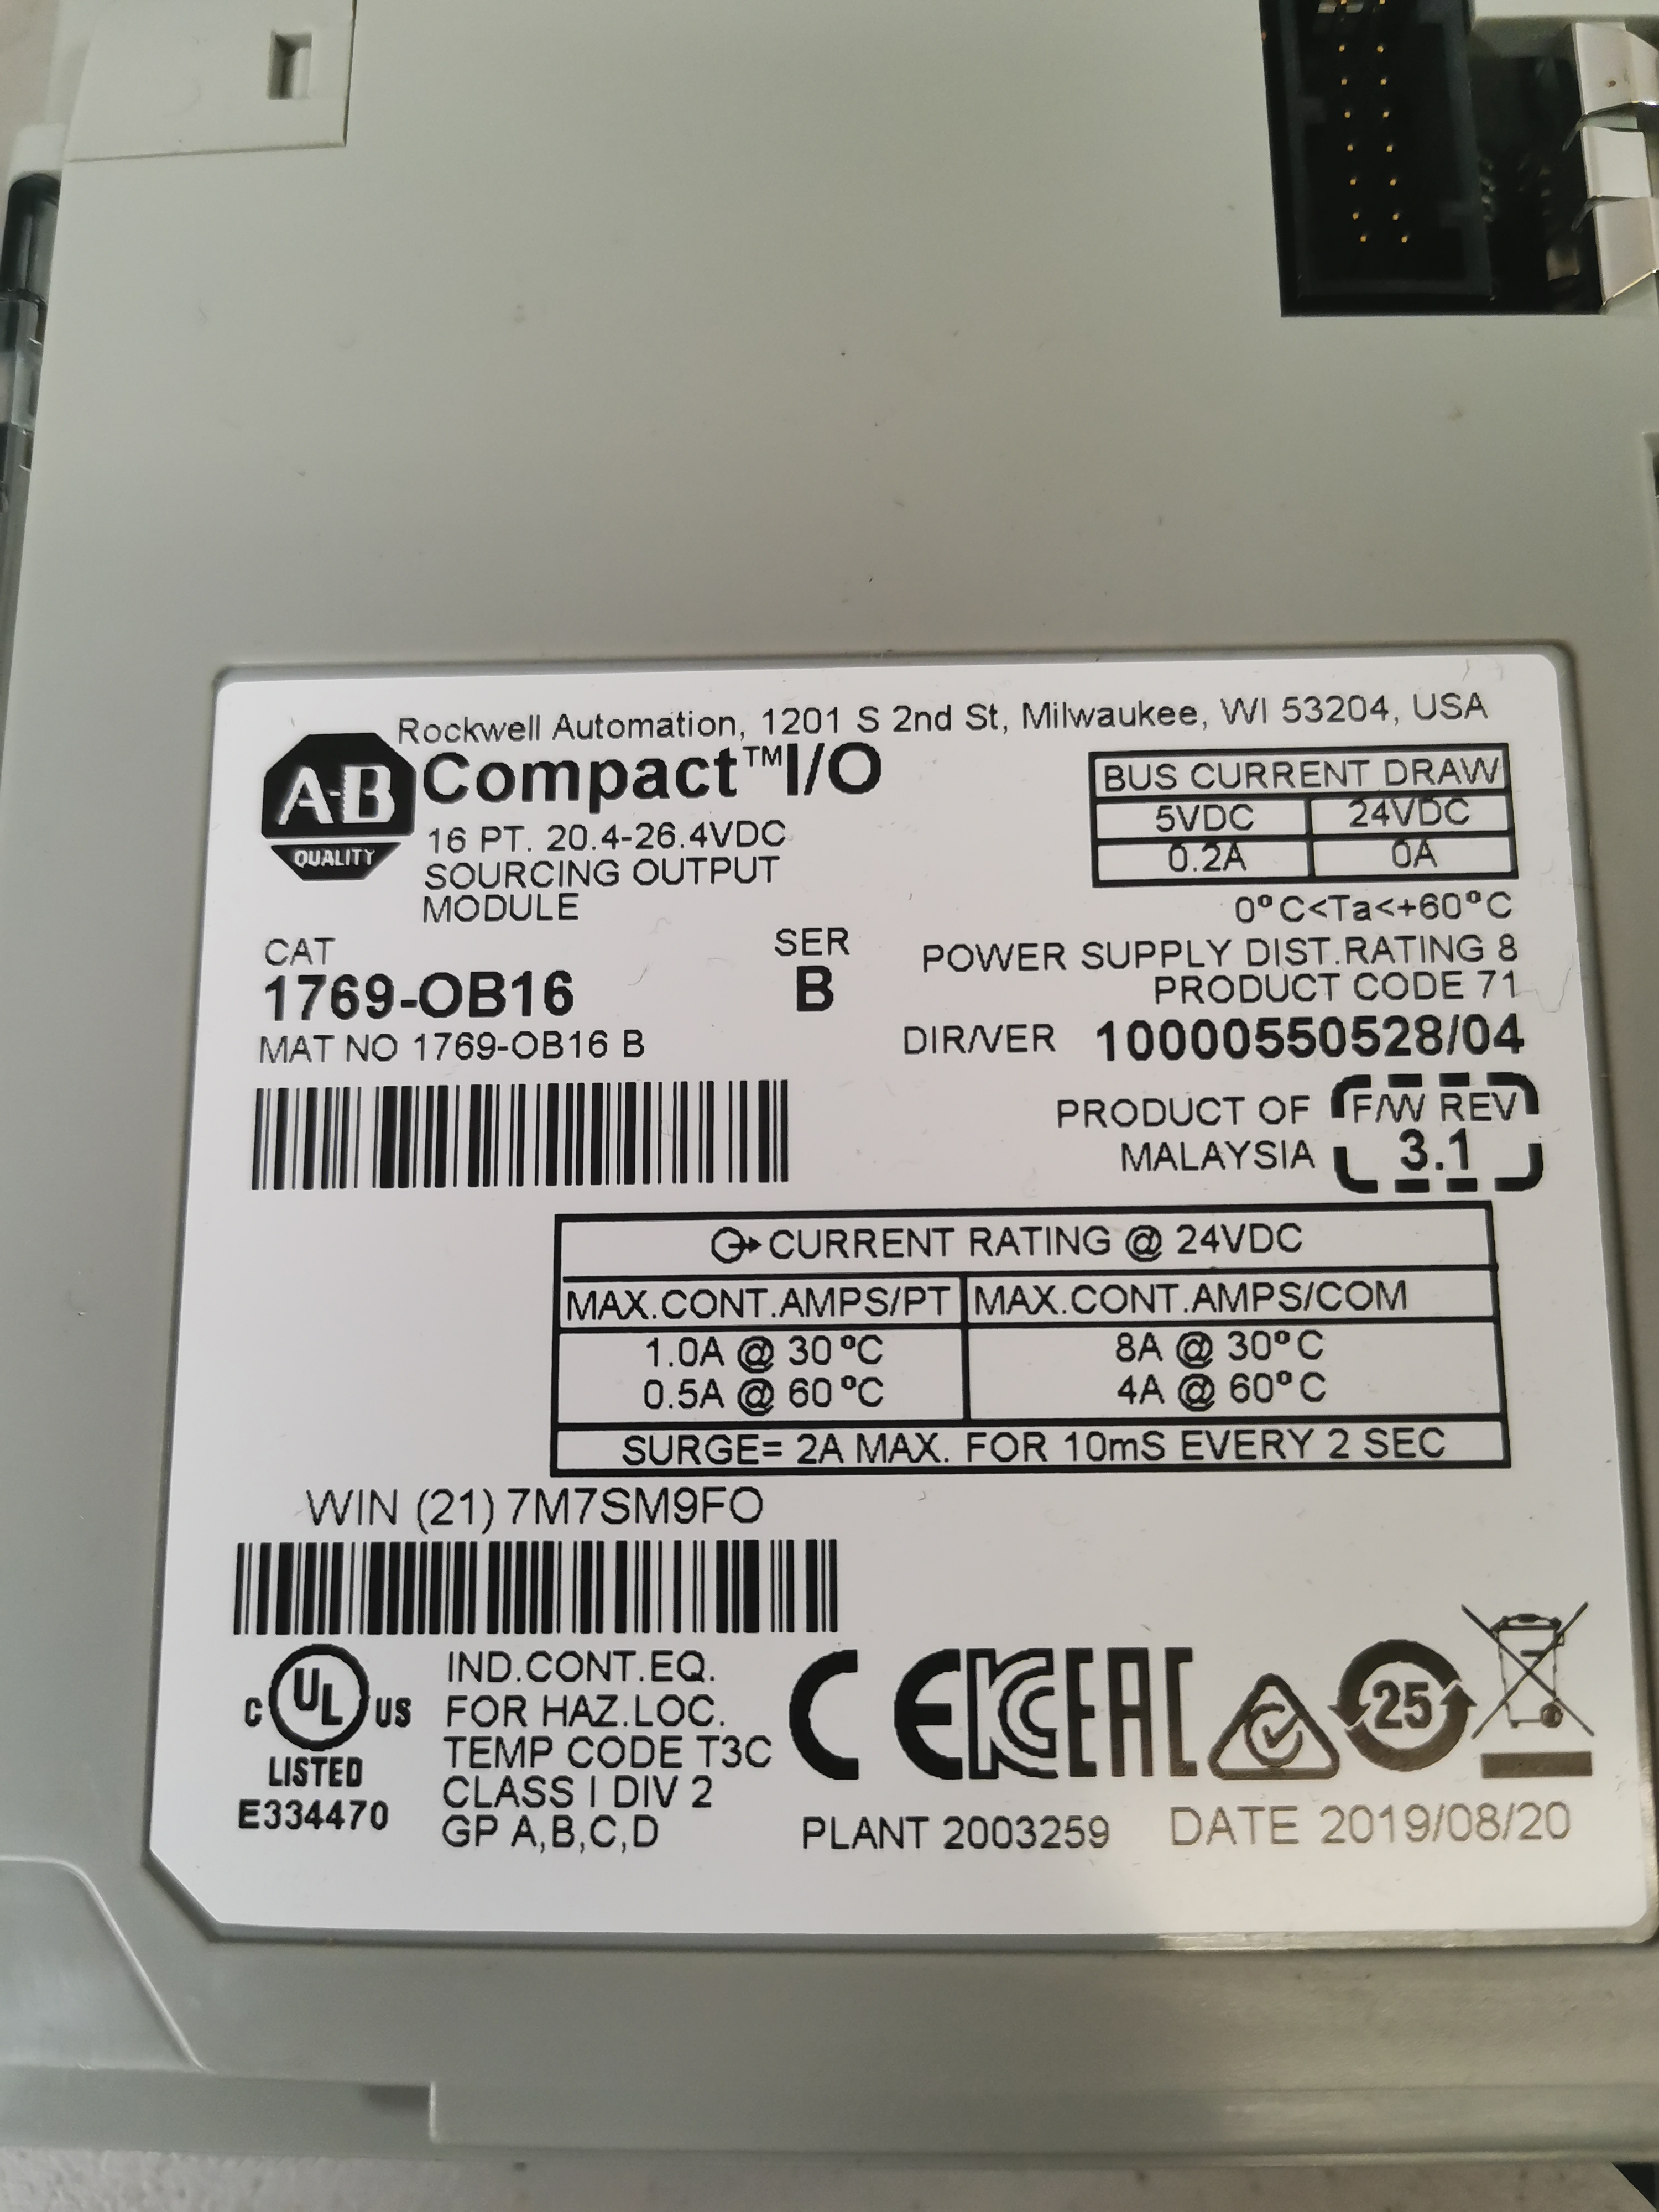 Rockwell Automation, 1201 S 2nd St, Milwaukee, WI 53204, USA
A-B
QUALITY
Compact™I/O
16 PT. 20.4-26.4VDC
SOURCING OUTPUT
MODULE
BUS CURRENT DRAW
5VDC 24VDC
0.2A 0A
0°C<Ta<+60°C
CAT
1769-OB16
SER
B
MAT NO 1769-OB16 B
POWER SUPPLY DIST.RATING 8
PRODUCT CODE 71
DIR/VER 10000550528/04
PRODUCT OF
MALAYSIA
F/W REV
3.1
CURRENT RATING @ 24VDC
MAX.CONT.AMPS/PT MAX.CONT.AMPS/COM
1.0A @ 30°C 8A @ 30°C
0.5A @ 60°C 4A @ 60°C
SURGE= 2A MAX. FOR 10mS EVERY 2 SEC
WIN (21) 7M7SM9FO
C UL US
LISTED
E334470
IND.CONT.EQ.
FOR HAZ.LOC.
TEMP CODE T3C
CLASS I DIV 2
GP A,B,C,D
CE KC EAC 25
PLANT 2003259 DATE 2019/08/20